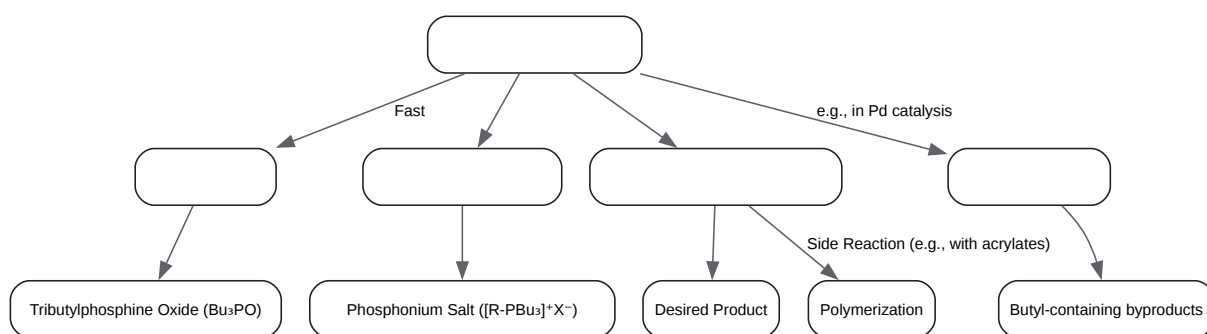 Fast
e.g., in Pd catalysis
Side Reaction (e.g., with acrylates)
Tributylphosphine Oxide (Bu₃PO)
Phosphonium Salt ([R-PBu₃]⁺X⁻)
Desired Product
Polymerization
Butyl-containing byproducts